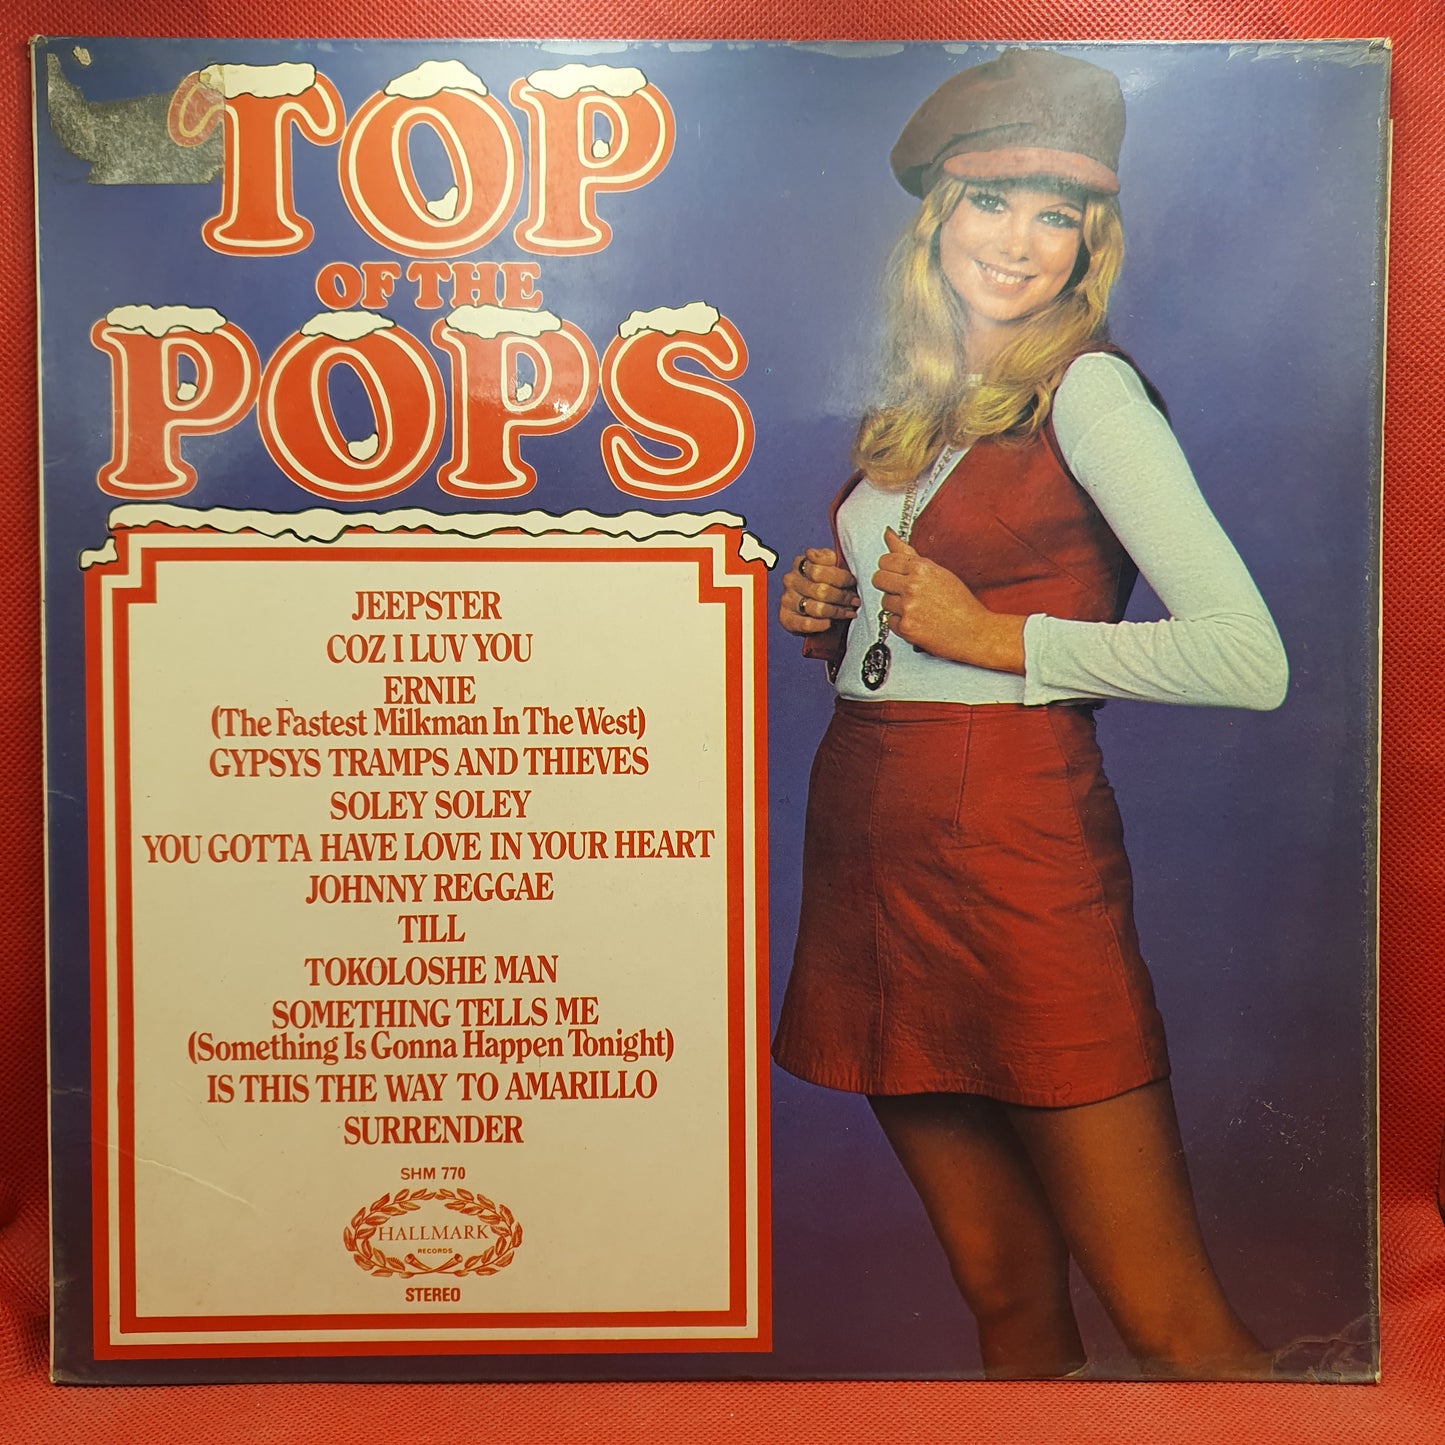 TOP
OF THE
POPS
JEEPSTER
COZ I LUV YOU
ERNIE
(The Fastest Milkman In The West)
GYPSYS TRAMPS AND THIEVES
SOLEY SOLEY
YOU GOTTA HAVE LOVE IN YOUR HEART
JOHNNY REGGAE
TILL
TOKOLOSHE MAN
SOMETHING TELLS ME
(Something Is Gonna Happen Tonight)
IS THIS THE WAY TO AMARILLO
SURRENDER
SHM 770
HALLMARK
RECORDS
STEREO